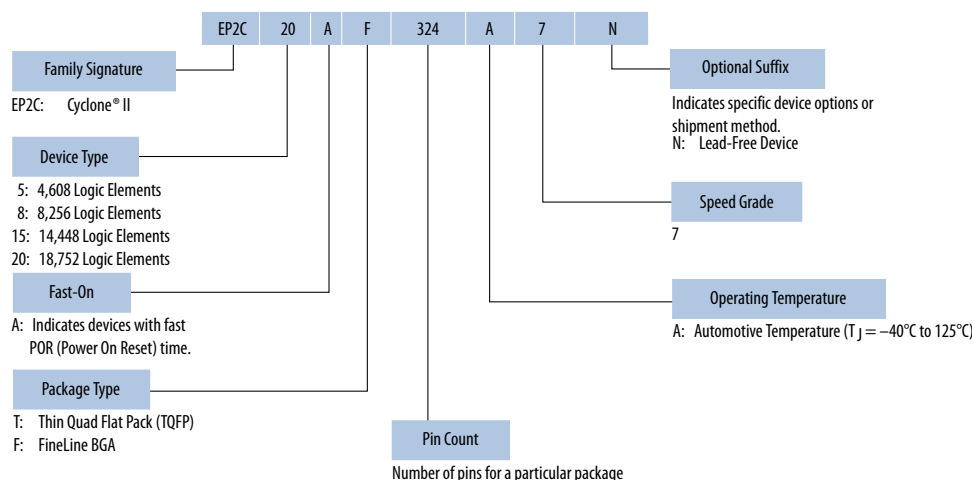 EP2C 20 A F 324 A 7 N
Family Signature
EP2C: Cyclone® II
Device Type
5: 4,608 Logic Elements
8: 8,256 Logic Elements
15: 14,448 Logic Elements
20: 18,752 Logic Elements
Fast-On
A: Indicates devices with fast
POR (Power On Reset) time.
Package Type
T: Thin Quad Flat Pack (TQFP)
F: FineLine BGA
Pin Count
Number of pins for a particular package
Optional Suffix
Indicates specific device options or
shipment method.
N: Lead-Free Device
Speed Grade
7
Operating Temperature
A: Automotive Temperature (T J = –40°C to 125°C)